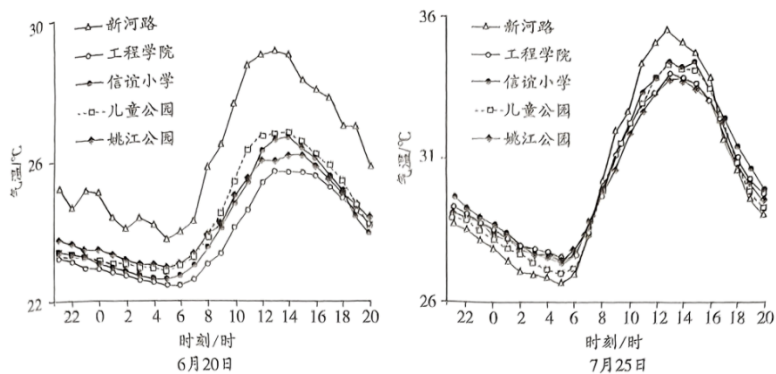 30
26
22
气温/℃
新河路
工程学院
信谊小学
儿童公园
姚江公园
22 0 2 4 6 8 10 12 14 16 18 20
时刻/时
6月20日
36
31
26
气温/℃
新河路
工程学院
信谊小学
儿童公园
姚江公园
22 0 2 4 6 8 10 12 14 16 18 20
时刻/时
7月25日